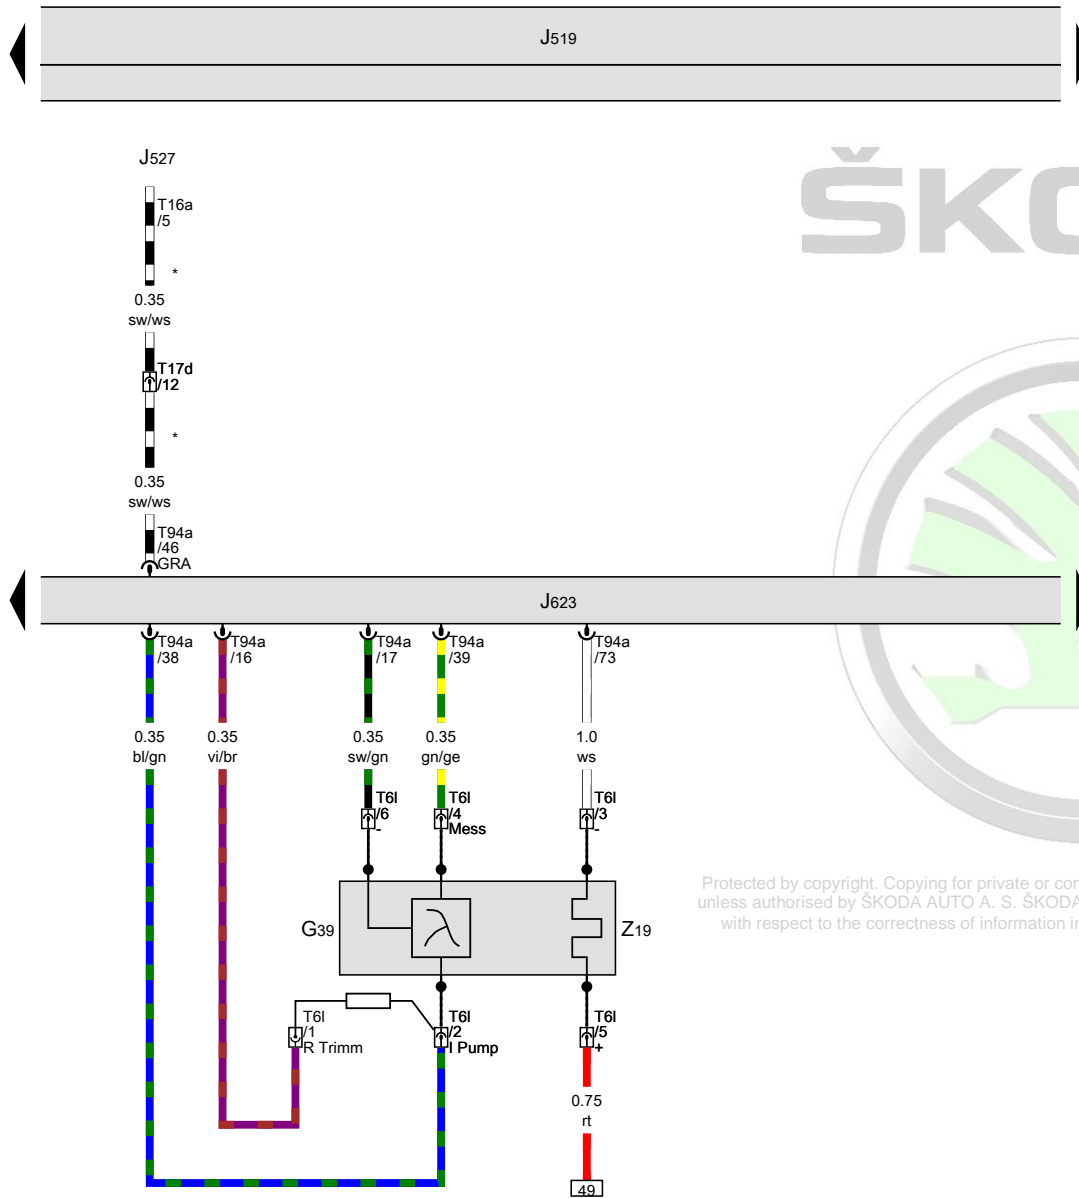 J519
J527
T16a
/5
*
0.35
sw/ws
T17d
/12
*
0.35
sw/ws
T94a
/46
GRA
J623
T94a
/38
T94a
/16
T94a
/17
T94a
/39
T94a
/73
0.35
bl/gn
0.35
vi/br
0.35
sw/gn
0.35
gn/ge
1.0
ws
T6l
/6
-
T6l
/4
Mess
T6l
/3
-
G39
Z19
T6l
/1
R Trimm
T6l
/2
I Pump
T6l
/5
+
0.75
rt
49
ŠKO
Protected by copyright. Copying for private or
unless authorised by ŠKODA AUTO A. S. ŠKODA
with respect to the correctness of information